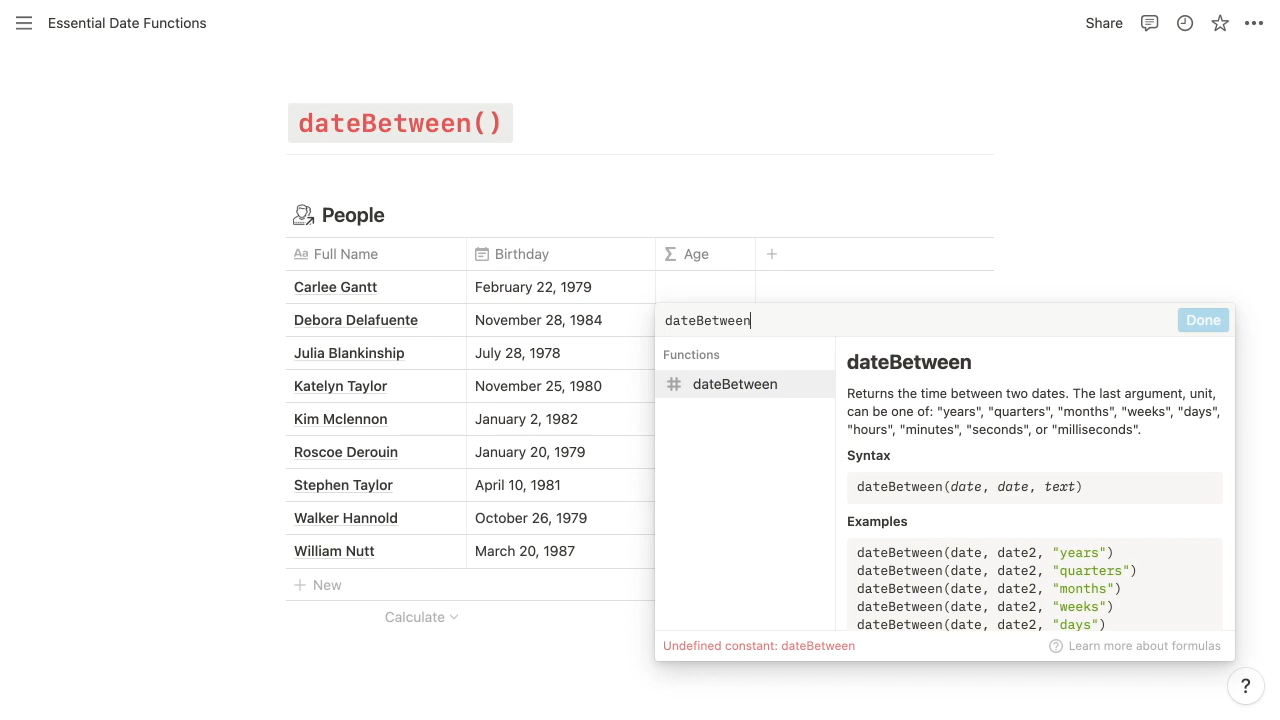 Essential Date Functions
Share
dateBetween()
People
Aa Full Name
Birthday
Σ Age
+
Carlee Gantt
February 22, 1979
Debora Delafuente
November 28, 1984
Julia Blankinship
July 28, 1978
Katelyn Taylor
November 25, 1980
Kim Mclennon
January 2, 1982
Roscoe Derouin
January 20, 1979
Stephen Taylor
April 10, 1981
Walker Hannold
October 26, 1979
William Nutt
March 20, 1987
+ New
Calculate
dateBetween
Done
Functions
# dateBetween
dateBetween
Returns the time between two dates. The last argument, unit,
can be one of: "years", "quarters", "months", "weeks", "days",
"hours", "minutes", "seconds", or "milliseconds".
Syntax
dateBetween(date, date, text)
Examples
dateBetween(date, date2, "years")
dateBetween(date, date2, "quarters")
dateBetween(date, date2, "months")
dateBetween(date, date2, "weeks")
dateBetween(date, date2, "days")
Undefined constant: dateBetween
? Learn more about formulas
?